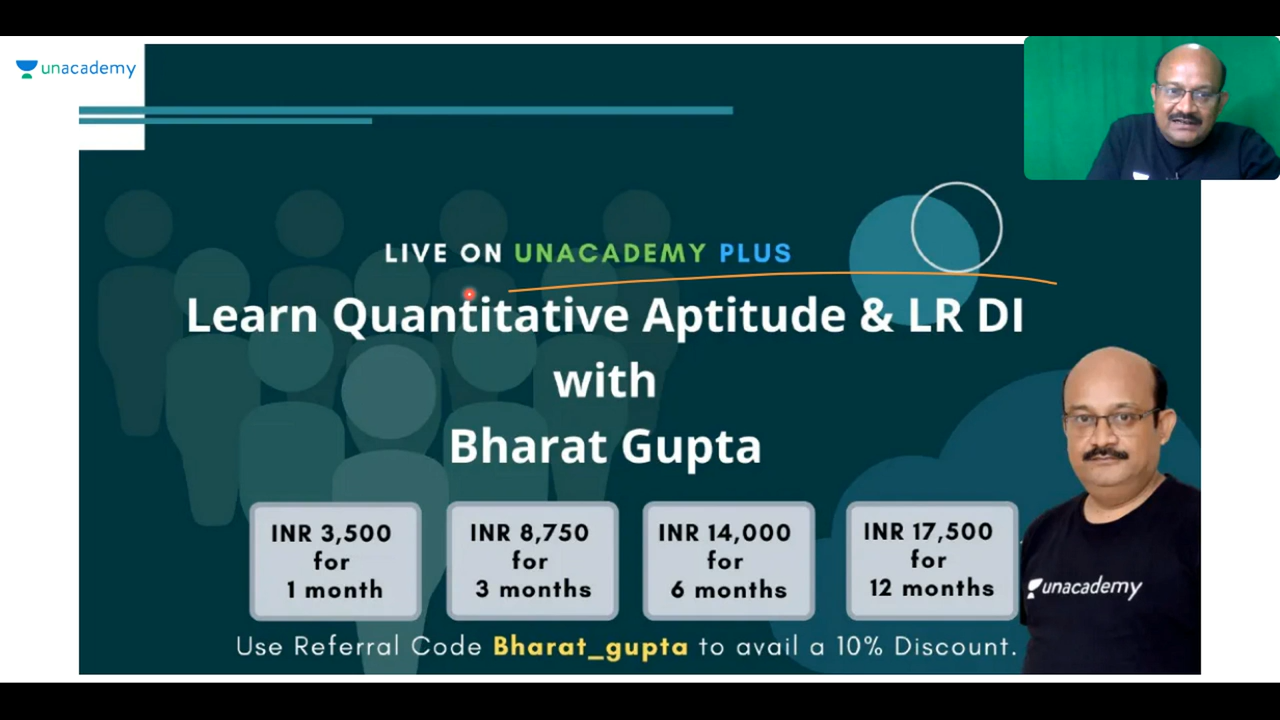 unacademy
LIVE ON UNACADEMY PLUS
Learn Quantitative Aptitude & LR DI
with
Bharat Gupta
INR 3,500
for
1 month
INR 8,750
for
3 months
INR 14,000
for
6 months
INR 17,500
for
12 months
unacademy
Use Referral Code Bharat_gupta to avail a 10% Discount.